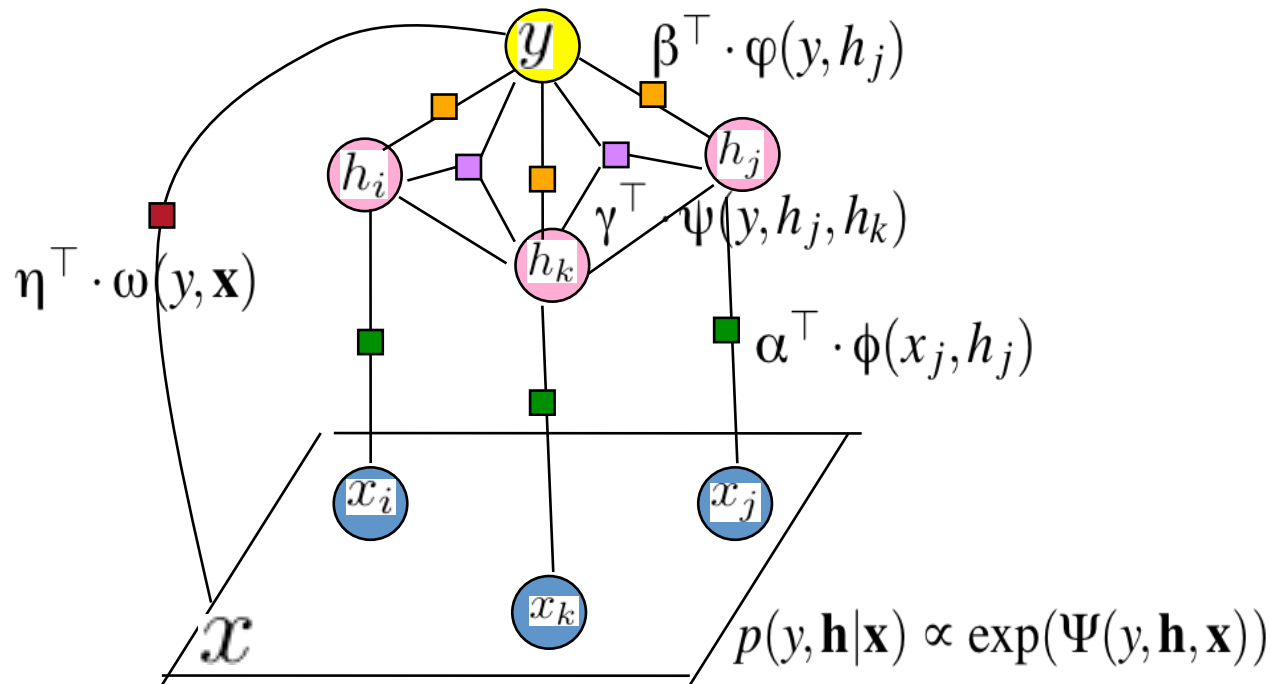 y
β⊤ · φ(y, hⱼ)
hᵢ
hⱼ
γ⊤ · ψ(y, hⱼ, hₖ)
hₖ
η⊤ · ω(y, 𝐱)
α⊤ · ϕ(xⱼ, hⱼ)
xᵢ
xⱼ
xₖ
x
p(y, 𝐡|𝐱) ∝ exp(Ψ(y, 𝐡, 𝐱))